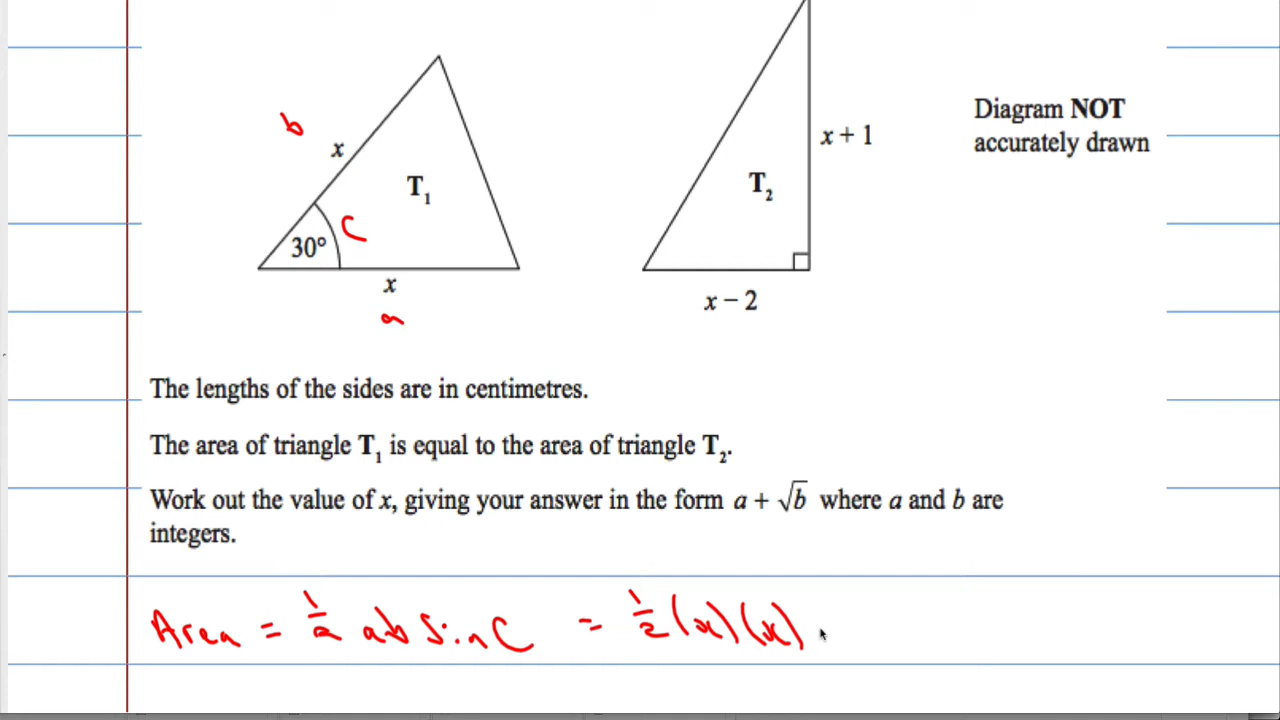 b
x
x + 1
Diagram NOT
accurately drawn
T₁
T₂
C
30°
x
x − 2
a
The lengths of the sides are in centimetres.
The area of triangle T₁ is equal to the area of triangle T₂.
Work out the value of x, giving your answer in the form a + √b where a and b are
integers.
Area = 1/2 ab Sin C = 1/2 (x)(x)